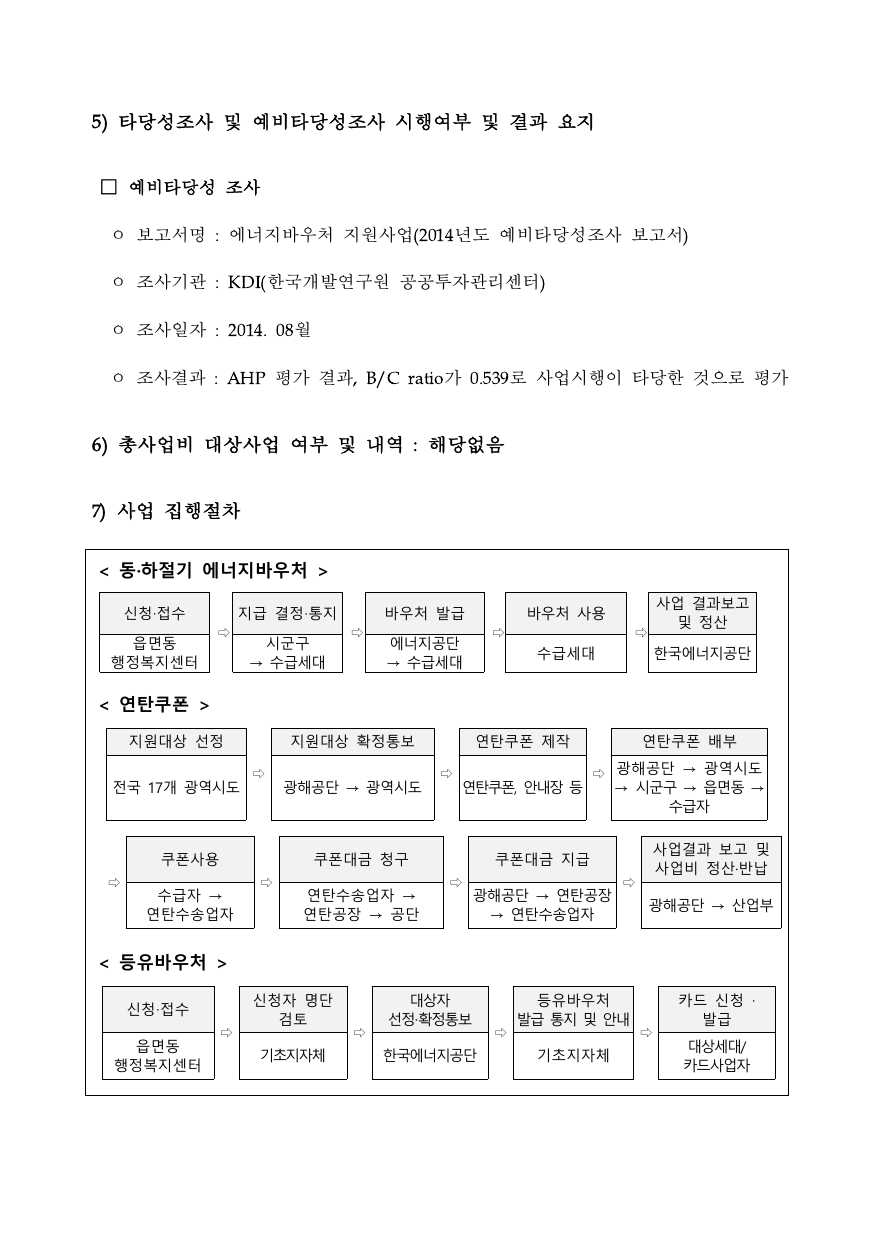 5) 타당성조사 및 예비타당성조사 시행여부 및 결과 요지
□ 예비타당성 조사
ㅇ 보고서명 : 에너지바우처 지원사업(2014년도 예비타당성조사 보고서)
ㅇ 조사기관 : KDI(한국개발연구원 공공투자관리센터)
ㅇ 조사일자 : 2014. 08월
ㅇ 조사결과 : AHP 평가 결과, B/C ratio가 0.539로 사업시행이 타당한 것으로 평가
6) 총사업비 대상사업 여부 및 내역 : 해당없음
7) 사업 집행절차
< 동·하절기 에너지바우처 >
신청·접수
읍면동
행정복지센터
⇨
지급 결정·통지
시군구
→ 수급세대
⇨
바우처 발급
에너지공단
→ 수급세대
⇨
바우처 사용
수급세대
⇨
사업 결과보고
및 정산
한국에너지공단
< 연탄쿠폰 >
지원대상 선정
전국 17개 광역시도
⇨
지원대상 확정통보
광해공단 → 광역시도
⇨
연탄쿠폰 제작
연탄쿠폰, 안내장 등
⇨
연탄쿠폰 배부
광해공단 → 광역시도
→ 시군구 → 읍면동 →
수급자
⇨
쿠폰사용
수급자 →
연탄수송업자
⇨
쿠폰대금 청구
연탄수송업자 →
연탄공장 → 공단
⇨
쿠폰대금 지급
광해공단 → 연탄공장
→ 연탄수송업자
⇨
사업결과 보고 및
사업비 정산·반납
광해공단 → 산업부
< 등유바우처 >
신청·접수
읍면동
행정복지센터
⇨
신청자 명단
검토
기초지자체
⇨
대상자
선정·확정통보
한국에너지공단
⇨
등유바우처
발급 통지 및 안내
기초지자체
⇨
카드 신청 ·
발급
대상세대/
카드사업자